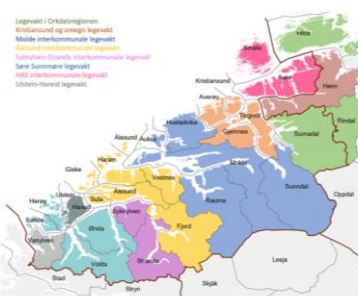 Legevakt i Orkdalsregionen
Kristiansund og omegn legevakt
Molde interkommunale legevakt
Ålesund interkommunale legevakt
Sykkylven-Stranda interkommunale legevakt
Søre Sunnmøre legevakt
HAS interkommunale legevakt
Ulstein-Hareid legevakt
Smøla
Hitra
Kristiansund
Aure
Heim
Averøy
Tingvoll
Rindal
Hustadvika
Gjemnes
Surnadal
Ålesund
Aukra
Molde
Haram
Giske
Vestnes
Sunndal
Oppdal
Ulstein
Ålesund
Rauma
Herøy
Hareid
Sula
Sykkylven
Sande
Ørsta
Fjord
Vanylven
Volda
Stranda
Lesja
Stad
Stryn
Skjåk